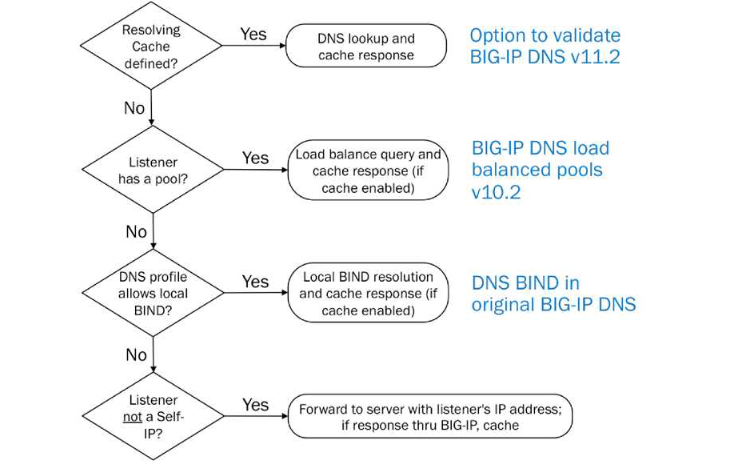 Resolving
Cache
defined?
Yes
DNS lookup and
cache response
Option to validate
BIG-IP DNS v11.2
No
Listener
has a pool?
Yes
Load balance query and
cache response (if
cache enabled)
BIG-IP DNS load
balanced pools
v10.2
No
DNS profile
allows local
BIND?
Yes
Local BIND resolution
and cache response (if
cache enabled)
DNS BIND in
original BIG-IP DNS
No
Listener
not a Self-
IP?
Yes
Forward to server with listener's IP address;
if response thru BIG-IP, cache